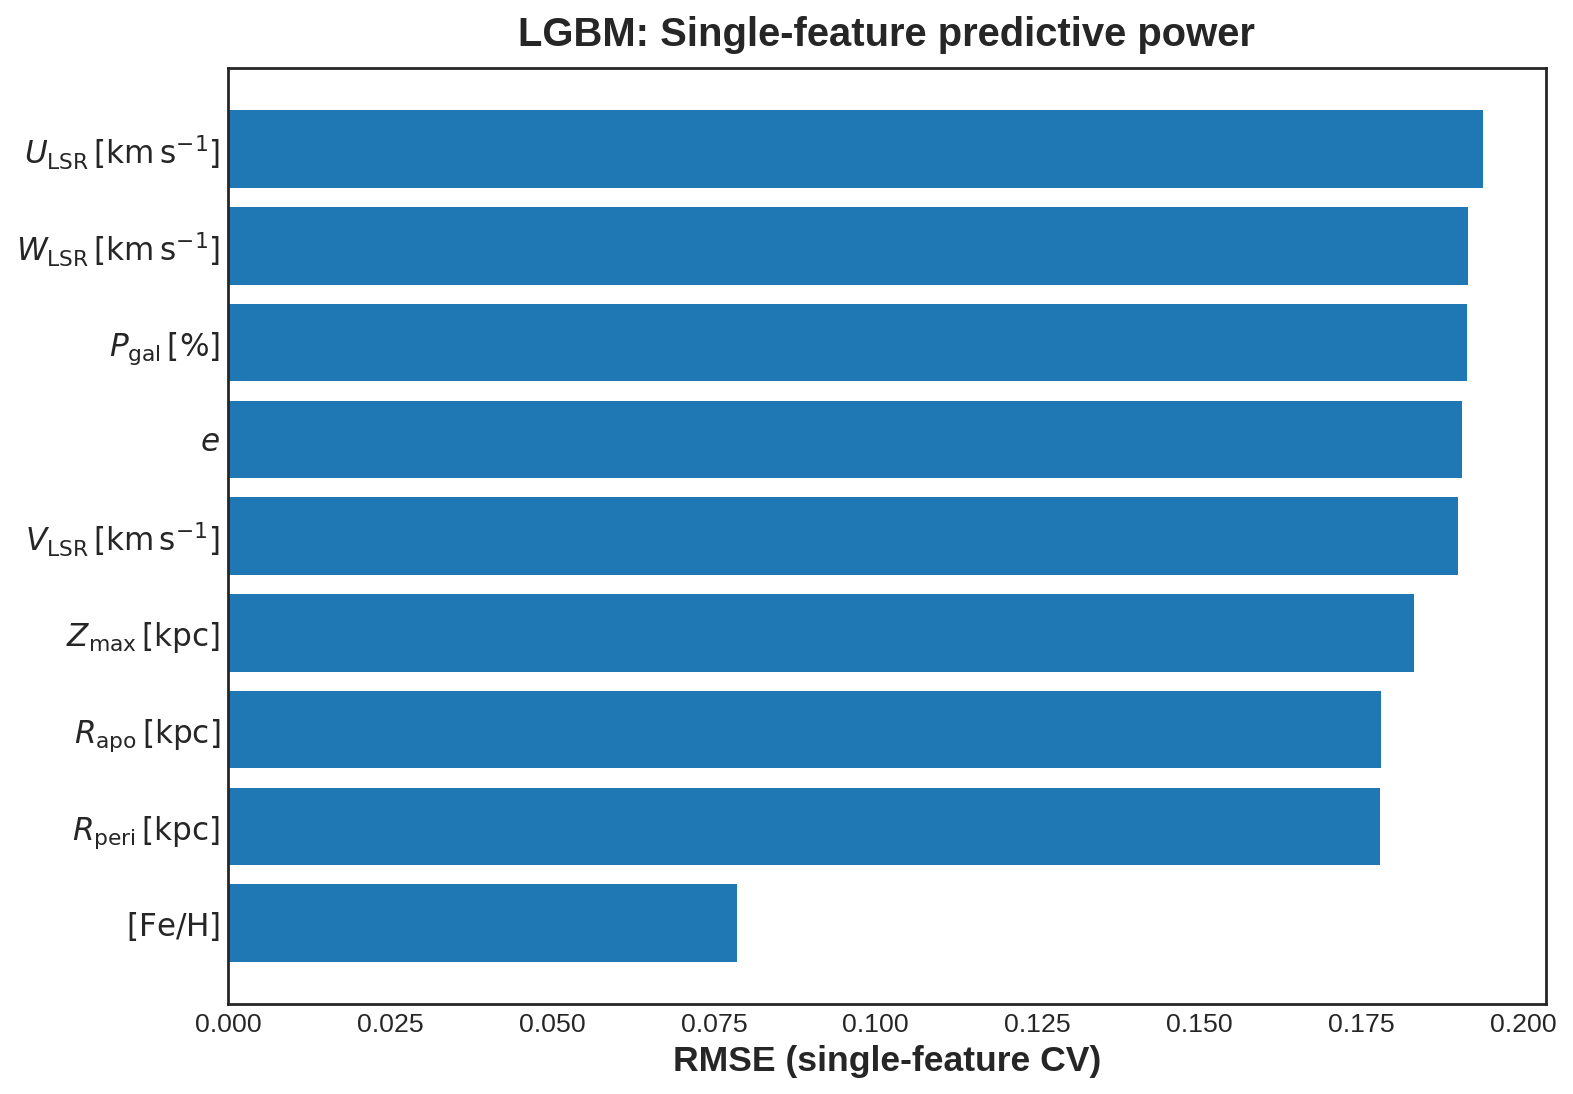 LGBM: Single-feature predictive power
U_LSR [km s⁻¹]
W_LSR [km s⁻¹]
P_gal [%]
e
V_LSR [km s⁻¹]
Z_max [kpc]
R_apo [kpc]
R_peri [kpc]
[Fe/H]
0.000 0.025 0.050 0.075 0.100 0.125 0.150 0.175 0.200
RMSE (single-feature CV)